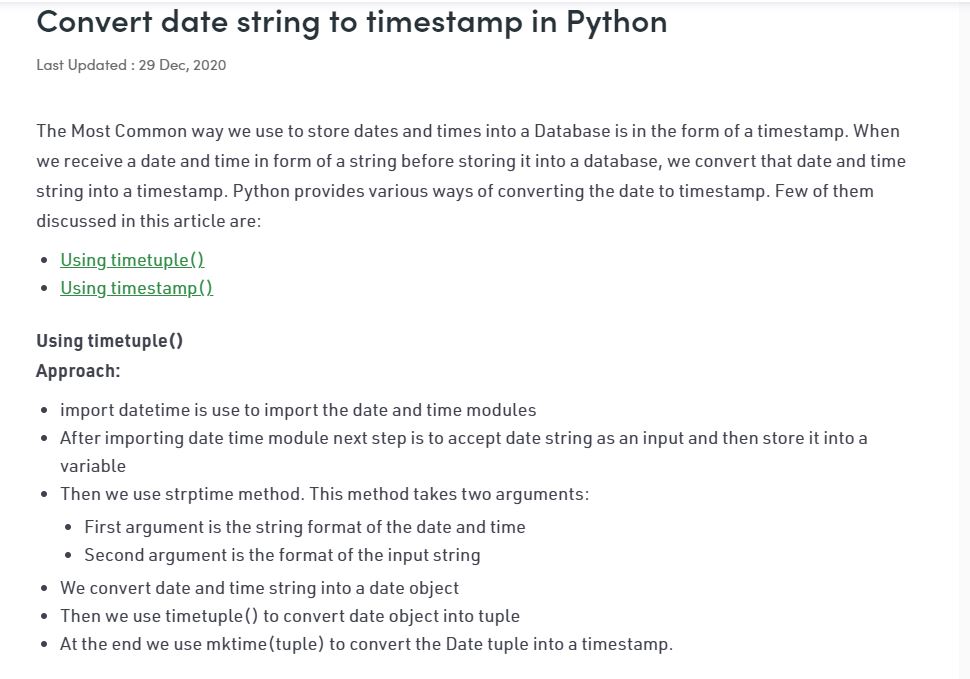 Convert date string to timestamp in Python
Last Updated : 29 Dec, 2020
The Most Common way we use to store dates and times into a Database is in the form of a timestamp. When
we receive a date and time in form of a string before storing it into a database, we convert that date and time
string into a timestamp. Python provides various ways of converting the date to timestamp. Few of them
discussed in this article are:
• Using timetuple()
• Using timestamp()
Using timetuple()
Approach:
• import datetime is use to import the date and time modules
• After importing date time module next step is to accept date string as an input and then store it into a
variable
• Then we use strptime method. This method takes two arguments:
• First argument is the string format of the date and time
• Second argument is the format of the input string
• We convert date and time string into a date object
• Then we use timetuple() to convert date object into tuple
• At the end we use mktime(tuple) to convert the Date tuple into a timestamp.